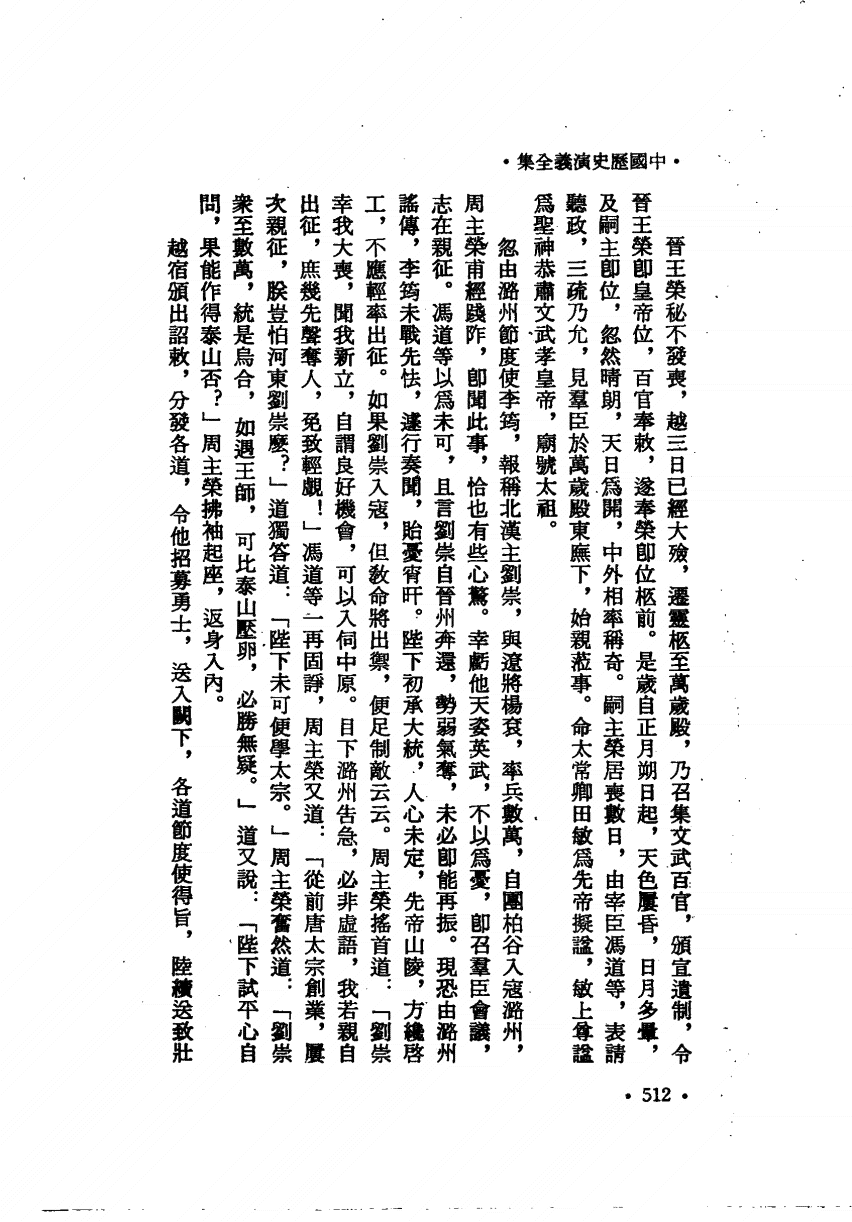 •中國歷史演義全集•
晉王榮秘不發喪，越三日已經大殮，遷靈柩至萬歲殿，乃召集文武百官，頒宣遺制，令
晉王榮卽皇帝位，百官奉敕，遂奉榮卽位柩前。是歲自正月朔日起，天色屢昏，日月多暈，
及嗣主卽位，忽然晴朗，天日爲開，中外相率稱奇。嗣主榮居喪數日，由宰臣馮道等，表請
聽政，三疏乃允，見羣臣於萬歲殿東廡下，始親蒞事。命太常卿田敏爲先帝擬諡，敏上尊諡
爲聖神恭肅文武孝皇帝，廟號太祖。
忽由潞州節度使李筠，報稱北漢主劉崇，與遼將楊袞，率兵數萬，自團柏谷入寇潞州，
周主榮甫經踐阼，卽聞此事，恰也有些心驚。幸虧他天姿英武，不以爲憂，卽召羣臣會議，
志在親征。馮道等以爲未可，且言劉崇自晉州奔還，勢弱氣奪，未必卽能再振。現恐由潞州
謠傳，李筠未戰先怯，遽行奏聞，貽憂宵旰。陛下初承大統，人心未定，先帝山陵，方纔啓
工，不應輕率出征。如果劉崇入寇，但敎命將出禦，便足制敵云云。周主榮搖首道：「劉崇
幸我大喪，聞我新立，自謂良好機會，可以入伺中原。目下潞州告急，必非虛語，我若親自
出征，庶幾先聲奪人，免致輕覷！」馮道等一再固諍，周主榮又道：「從前唐太宗創業，屢
次親征，朕豈怕河東劉崇麼？」道獨答道：「陛下未可便學太宗。」周主榮奮然道：「劉崇
衆至數萬，統是烏合，如遇王師，可比泰山壓卵，必勝無疑。」道又說：「陛下試平心自
問，果能作得泰山否？」周主榮拂袖起座，返身入內。
越宿頒出詔敕，分發各道，令他招募勇士，送入闕下，各道節度使得旨，陸續送致壯
•512•